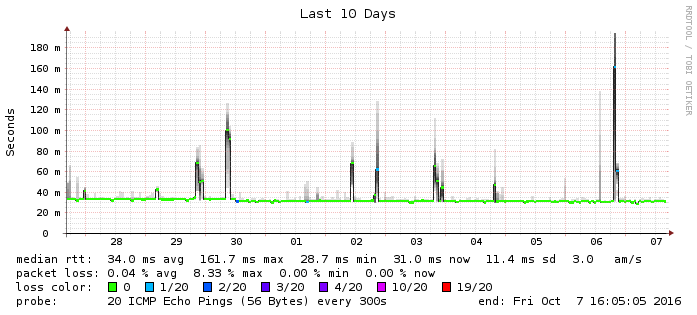 Last 10 Days
RRDTOOL / TOBI OETIKER
Seconds
180 m
160 m
140 m
120 m
100 m
80 m
60 m
40 m
20 m
0
28 29 30 01 02 03 04 05 06 07
median rtt: 34.0 ms avg 161.7 ms max 28.7 ms min 31.0 ms now 11.4 ms sd 3.0 am/s
packet loss: 0.04 % avg 8.33 % max 0.00 % min 0.00 % now
loss color: 0 1/20 2/20 3/20 4/20 10/20 19/20
probe: 20 ICMP Echo Pings (56 Bytes) every 300s end: Fri Oct 7 16:05:05 2016